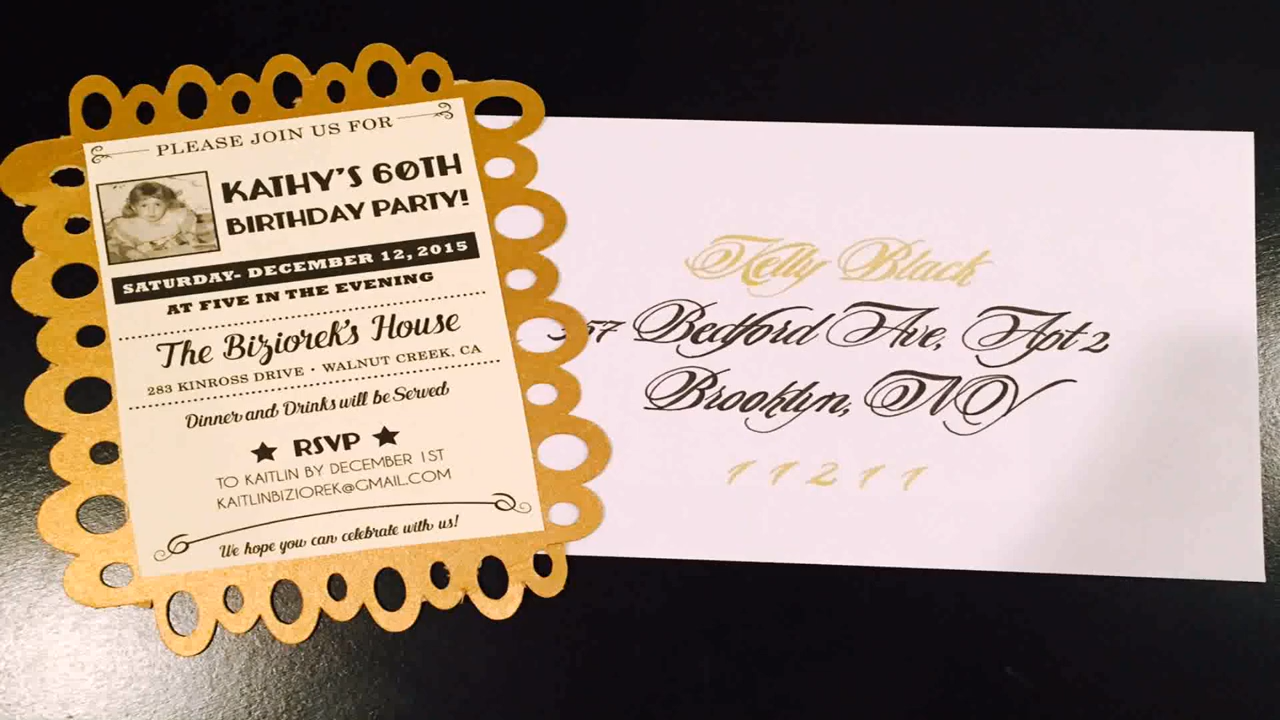 PLEASE JOIN US FOR
KATHY'S 60TH
BIRTHDAY PARTY!
SATURDAY- DECEMBER 12, 2015
AT FIVE IN THE EVENING
The Biziorek's House
283 KINROSS DRIVE • WALNUT CREEK, CA
Dinner and Drinks will be Served
★ RSVP ★
TO KAITLIN BY DECEMBER 1ST
KAITLINBIZIOREK@GMAIL.COM
We hope you can celebrate with us!
Kelly Black
Bedford Ave, Apt 2
Brooklyn, NY
11211